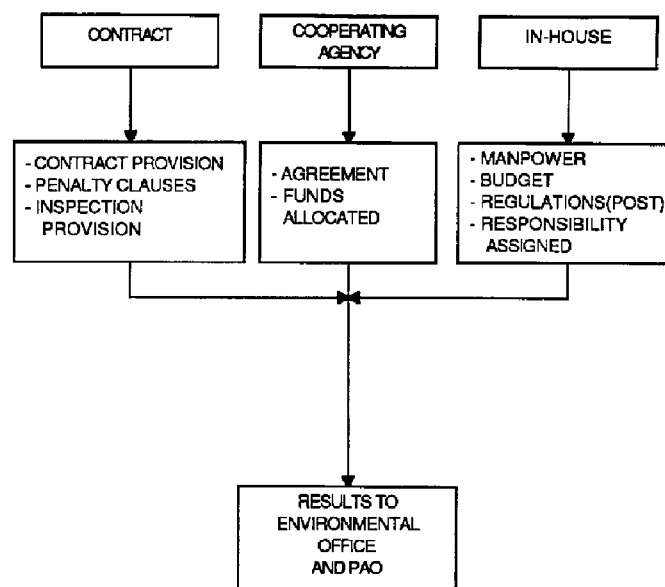 CONTRACT
COOPERATING
AGENCY
IN-HOUSE
- CONTRACT PROVISION
- PENALTY CLAUSES
- INSPECTION
PROVISION
- AGREEMENT
- FUNDS
ALLOCATED
- MANPOWER
- BUDGET
- REGULATIONS(POST)
- RESPONSIBILITY
ASSIGNED
RESULTS TO
ENVIRONMENTAL
OFFICE
AND PAO